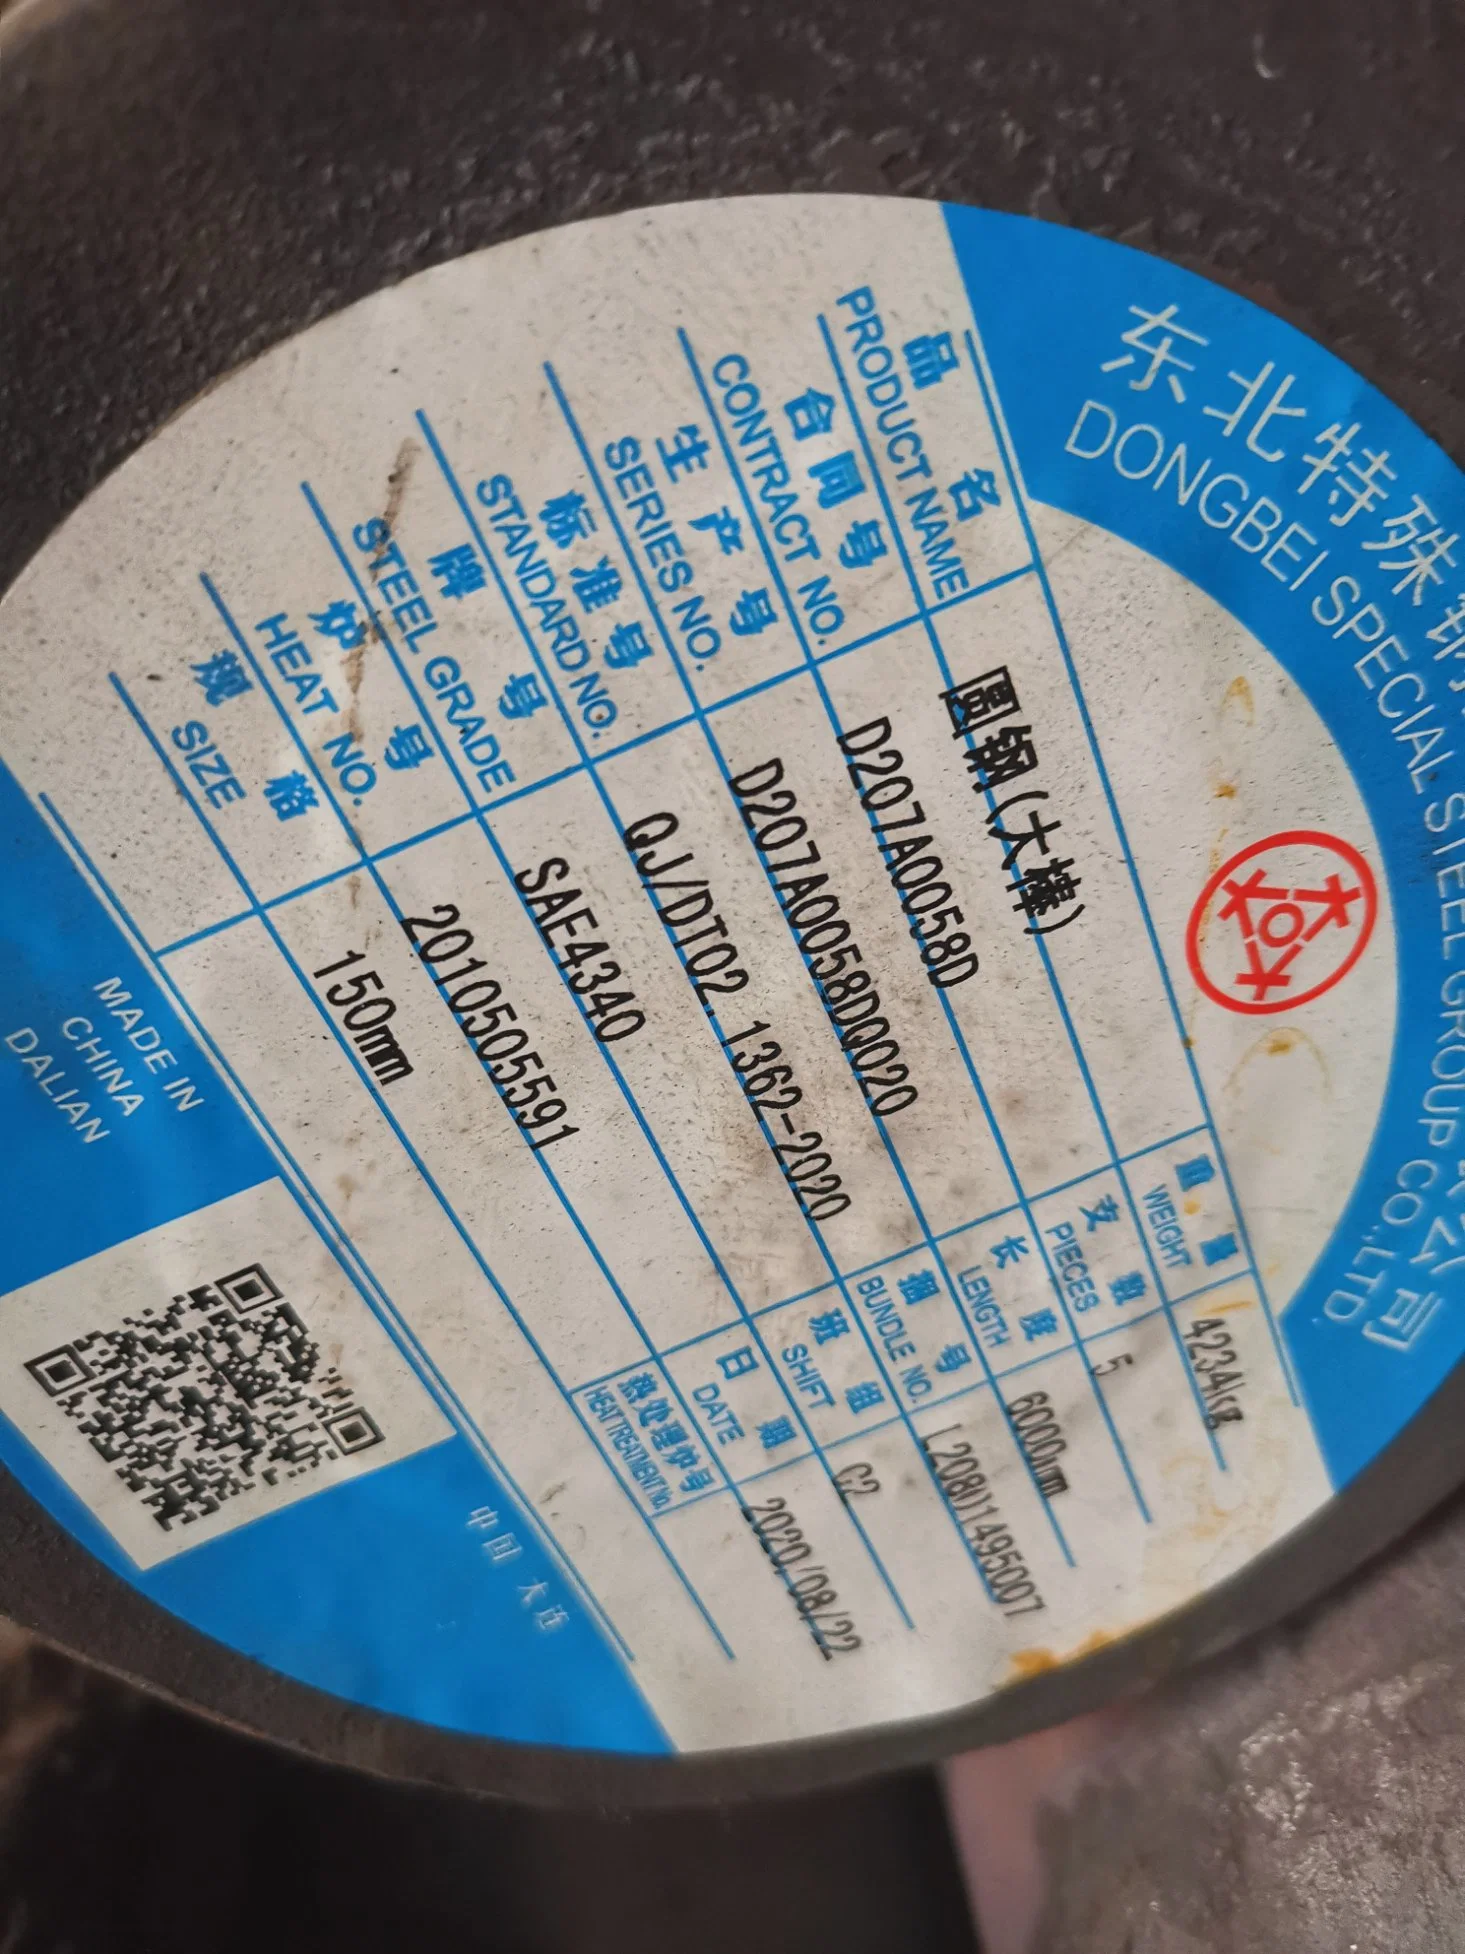 东北特殊钢
公司
DONGBEI SPECIAL STEEL GROUP CO.,LTD.
品名
PRODUCT NAME
圆钢(大棒)
重量
WEIGHT
4234kg
合同号
CONTRACT NO.
D207A0058D
支数
PIECES
5
生产号
SERIES NO.
D207A0058DQ020
长度
LENGTH
6000mm
标准号
STANDARD NO.
QJ/DT02.1362-2020
捆号
BUNDLE NO.
L20801495007
牌号
STEEL GRADE
SAE4340
班组
SHIFT
C2
炉号
HEAT NO.
2010505591
日期
DATE
2020/08/22
规格
SIZE
150mm
热处理炉号
HEAT TREATMENT No.
MADE IN
CHINA
DALIAN
中国大连